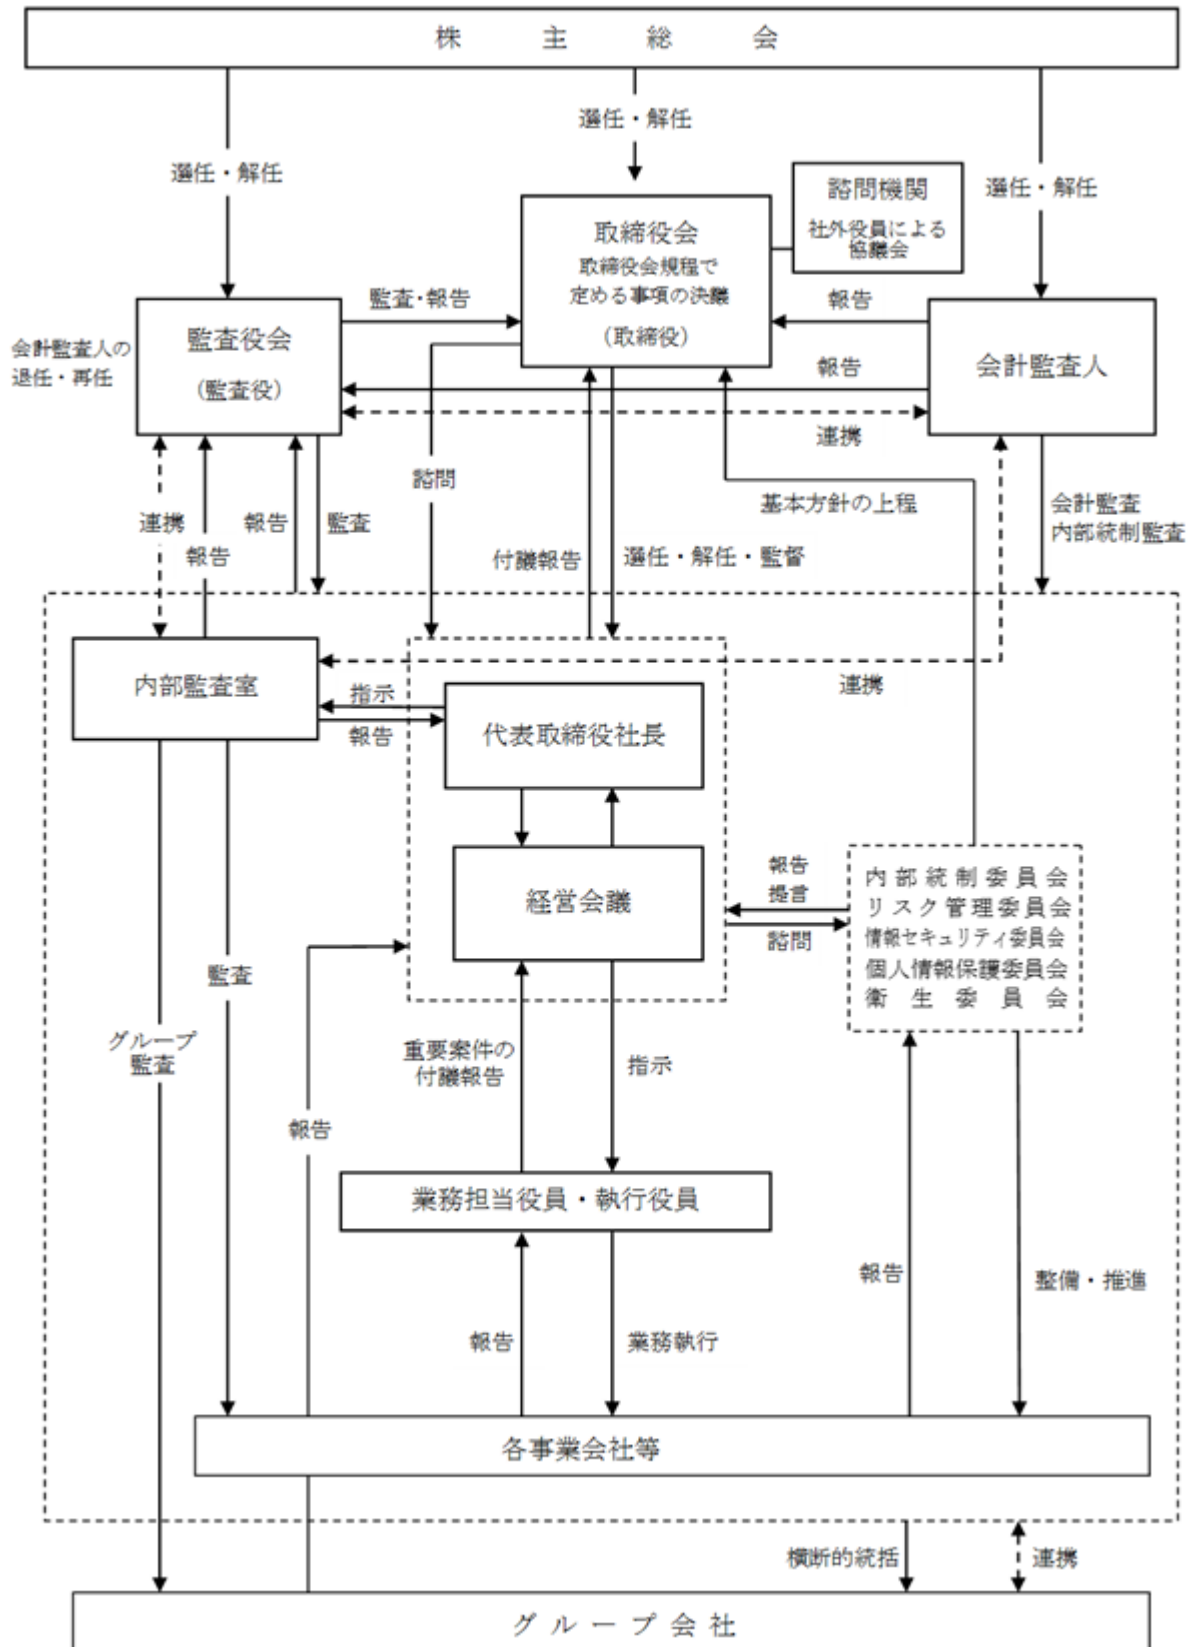 株主総会
選任・解任
選任・解任
選任・解任
諮問機関
社外役員による
協議会
取締役会
取締役会規程で
定める事項の決議
(取締役)
監査・報告
報告
会計監査人の
退任・再任
監査役会
(監査役)
会計監査人
報告
連携
諮問
基本方針の上程
連携
報告
報告
監査
付議報告
選任・解任・監督
会計監査
内部統制監査
内部監査室
連携
指示
報告
代表取締役社長
経営会議
報告
提言
諮問
内部統制委員会
リスク管理委員会
情報セキュリティ委員会
個人情報保護委員会
衛生委員会
監査
グループ
監査
重要案件の
付議報告
指示
報告
業務担当役員・執行役員
報告
整備・推進
報告
業務執行
各事業会社等
横断的統括
連携
グループ会社